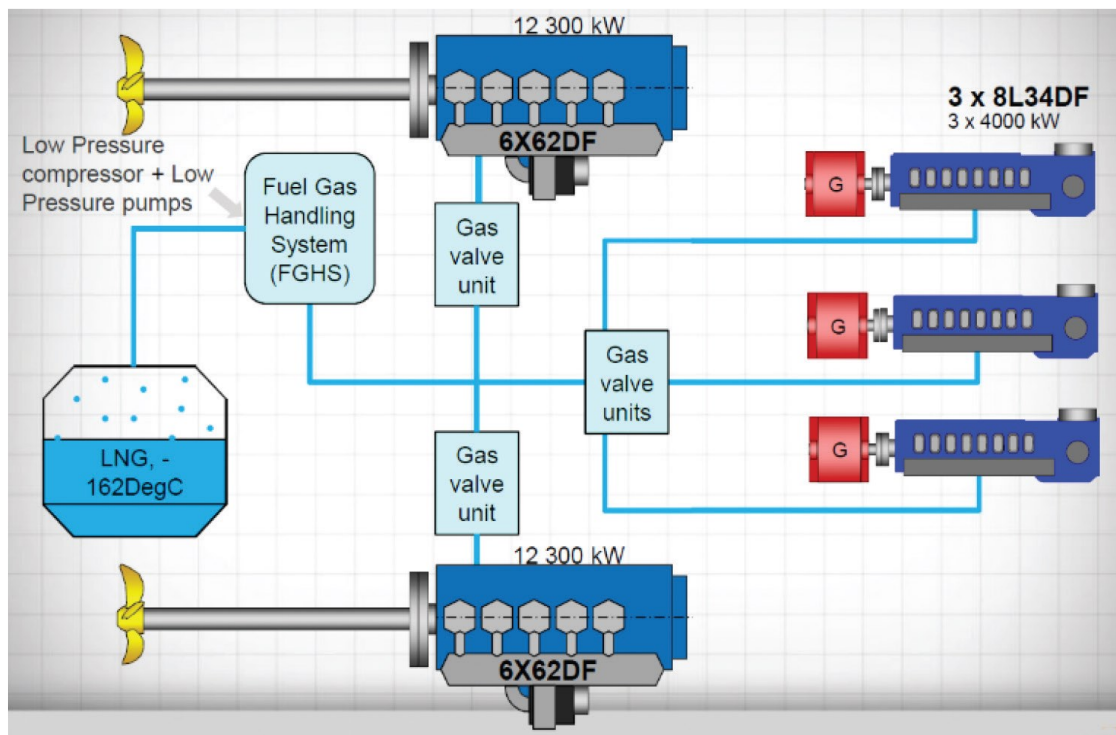 12 300 kW
6X62DF
3 x 8L34DF
3 x 4000 kW
Low Pressure
compressor + Low
Pressure pumps
Fuel Gas
Handling
System
(FGHS)
Gas
valve
unit
G
G
Gas
valve
units
G
LNG, -
162DegC
Gas
valve
unit
12 300 kW
6X62DF